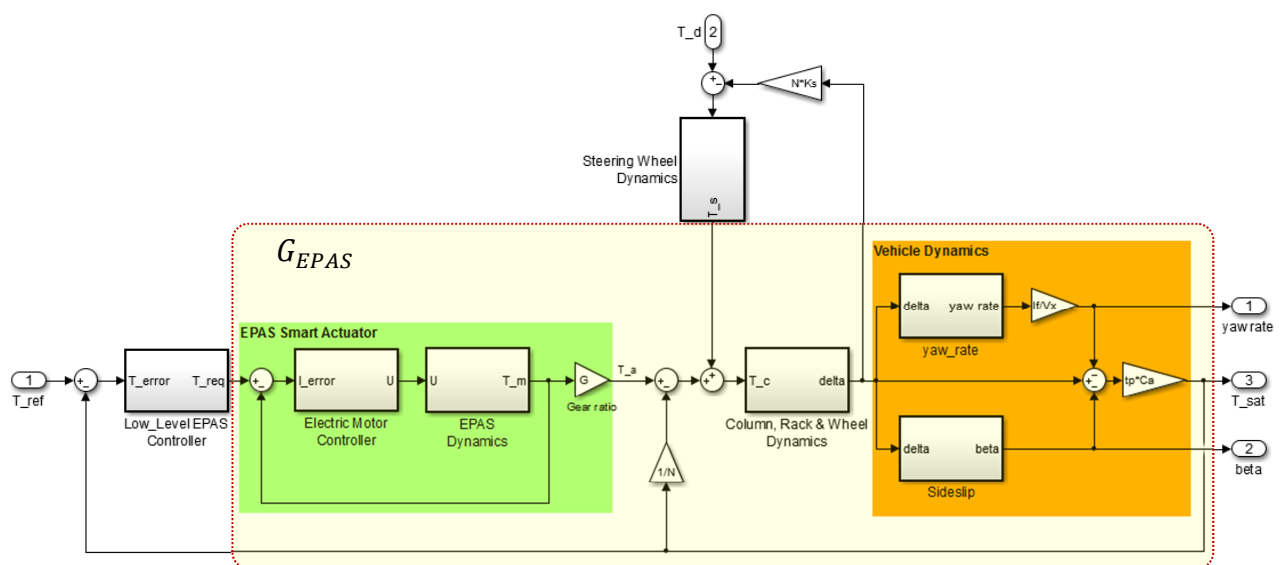 T_d
2
+
-
N*Ks
Steering Wheel
Dynamics
T_s
G_EPAS
Vehicle Dynamics
delta
yaw rate
yaw_rate
lf/Vx
1
yaw rate
EPAS Smart Actuator
1
T_ref
+
-
T_error
T_req
Low_Level EPAS
Controller
+
-
I_error
U
Electric Motor
Controller
U
T_m
EPAS
Dynamics
G
Gear ratio
T_a
+
-
+
+
T_c
delta
Column, Rack & Wheel
Dynamics
-
+
-
tp*Ca
3
T_sat
1/N
delta
beta
Sideslip
2
beta